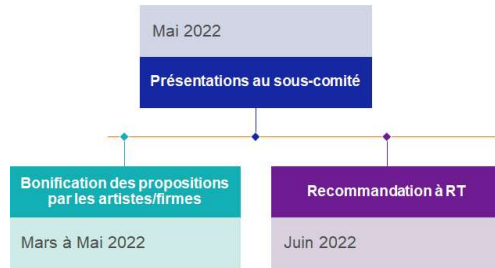 Mai 2022
Présentations au sous-comité
Bonification des propositions
par les artistes/firmes
Mars à Mai 2022
Recommandation à RT
Juin 2022